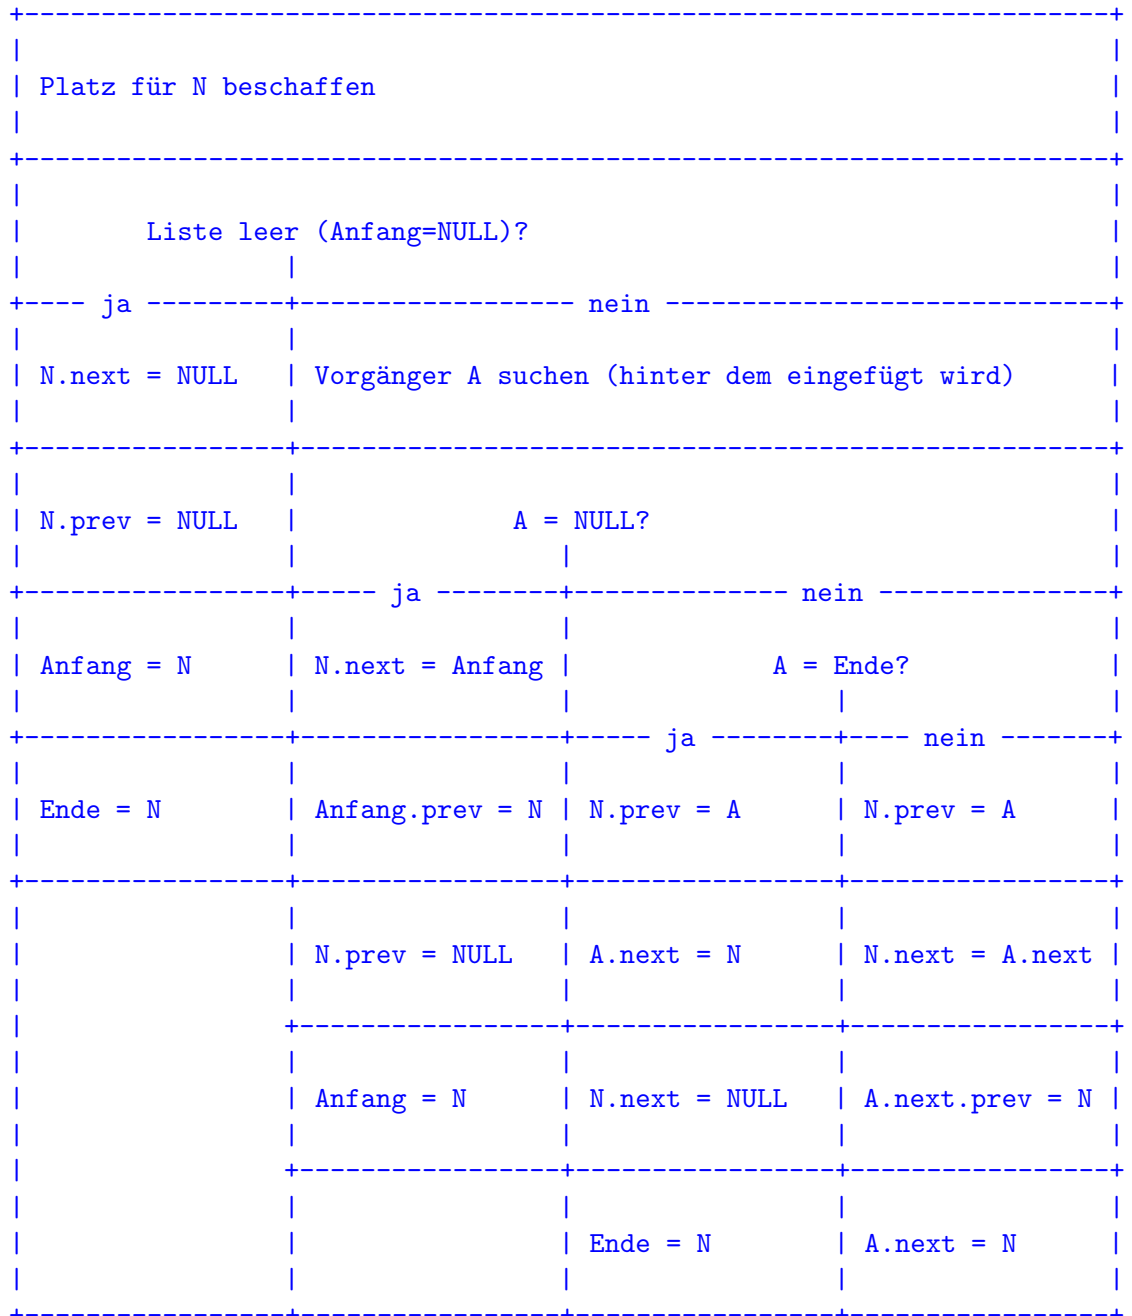 Platz für N beschaffen
Liste leer (Anfang=NULL)?
ja nein
N.next = NULL Vorgänger A suchen (hinter dem eingefügt wird)
N.prev = NULL A = NULL?
ja nein
Anfang = N N.next = Anfang A = Ende?
ja nein
Ende = N Anfang.prev = N N.prev = A N.prev = A
N.prev = NULL A.next = N N.next = A.next
Anfang = N N.next = NULL A.next.prev = N
Ende = N A.next = N